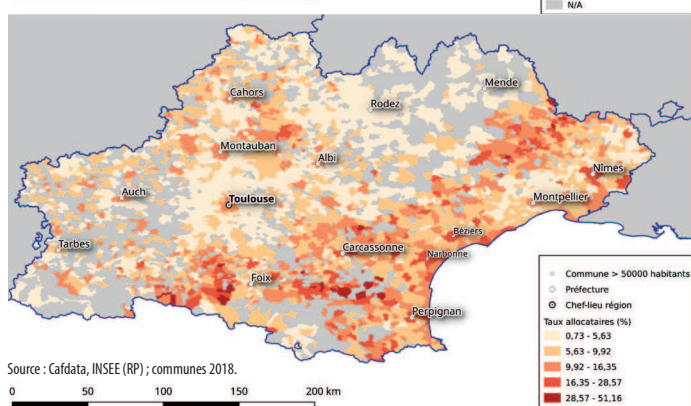 N/A
Mende
Cahors
Rodez
Montauban
Albi
Nîmes
Auch
Toulouse
Montpellier
Béziers
Tarbes
Carcassonne
Narbonne
Foix
Perpignan
Commune > 50000 habitants
Préfecture
Chef-lieu région
Taux allocataires (%)
0,73 - 5,63
5,63 - 9,92
9,92 - 16,35
16,35 - 28,57
28,57 - 51,16
Source : Cafdata, INSEE (RP) ; communes 2018.
0 50 100 150 200 km